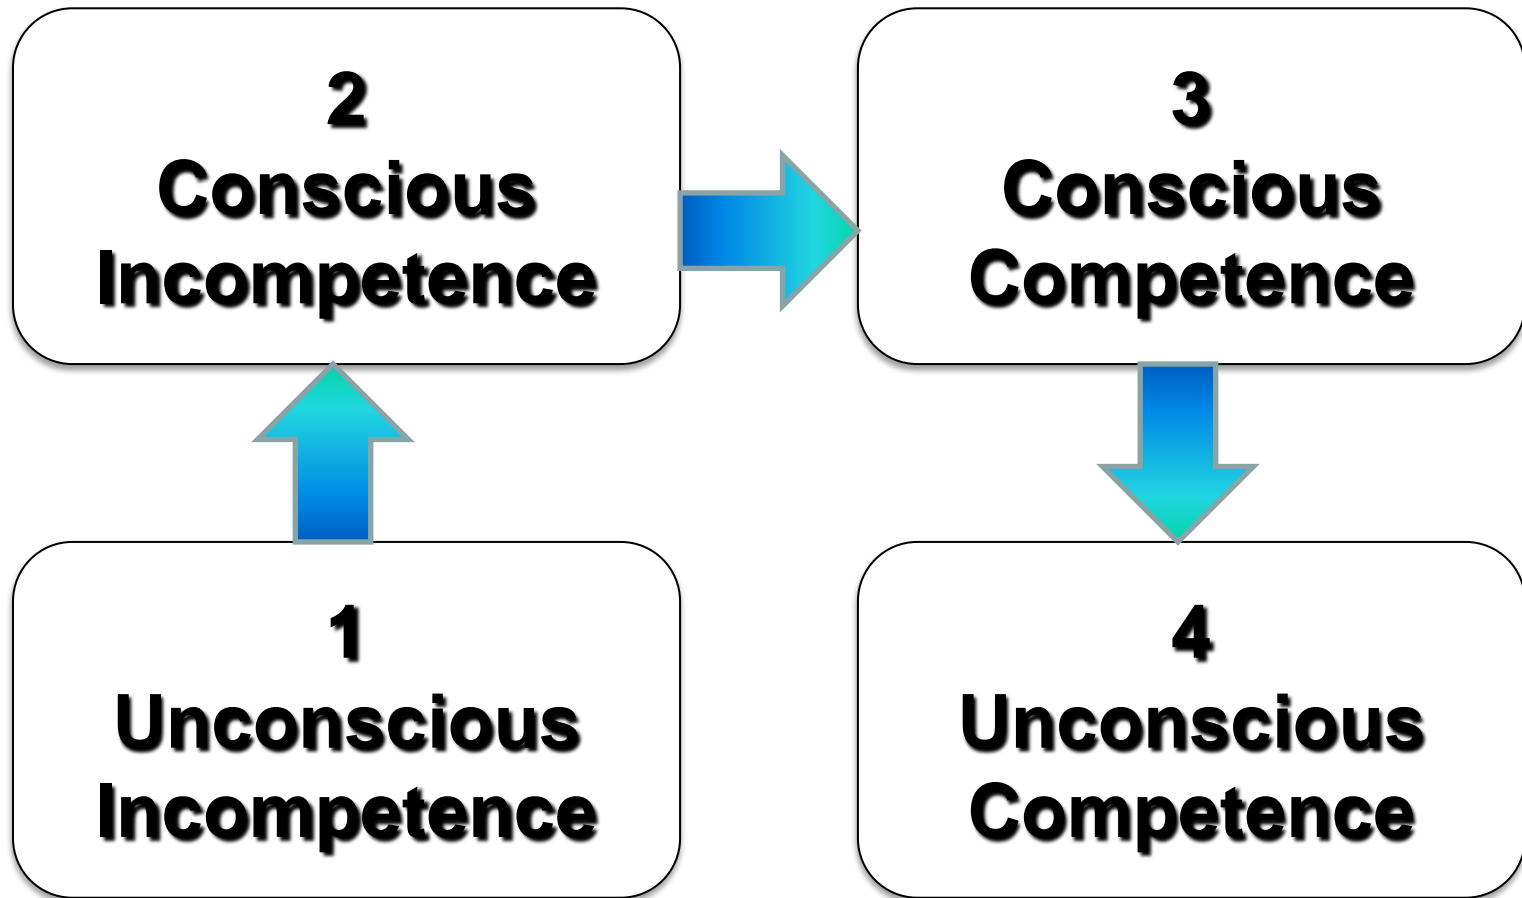 2
Conscious
Incompetence
3
Conscious
Competence
1
Unconscious
Incompetence
4
Unconscious
Competence